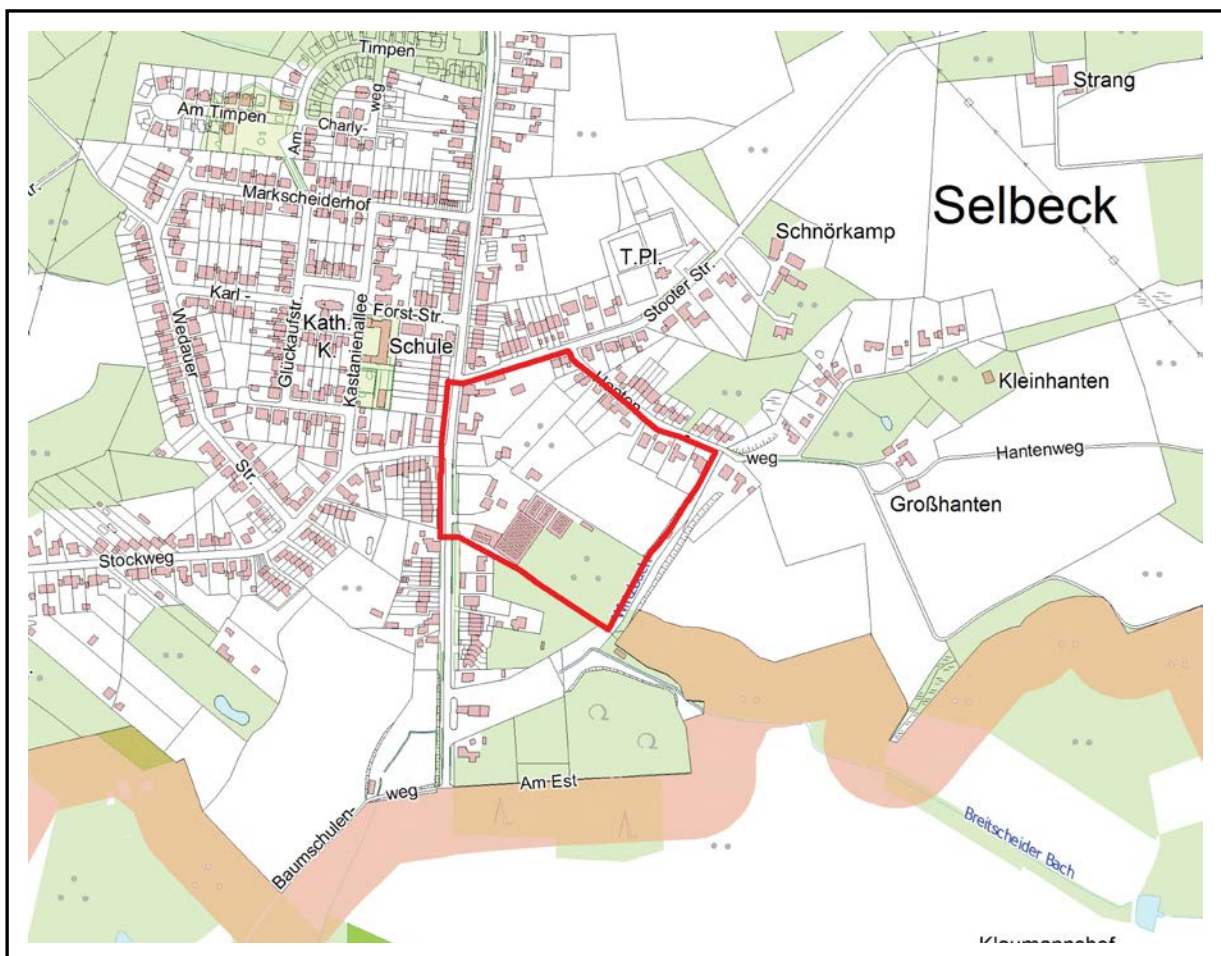 Timpen
Strang
Am Timpen
weg
Charly-
Am
Markscheiderhof
Selbeck
Schnörkamp
T.Pl.
Stooter Str.
Karl -
Forst-Str.
Wedauer
Glückaufstr.
Kath.
K.
Kastanienallee
Schule
Kleinhanten
Hanten
weg
Hantenweg
Str.
Großhanten
Stockweg
Am Est
weg
Baumschulen-
Breitscheider Bach